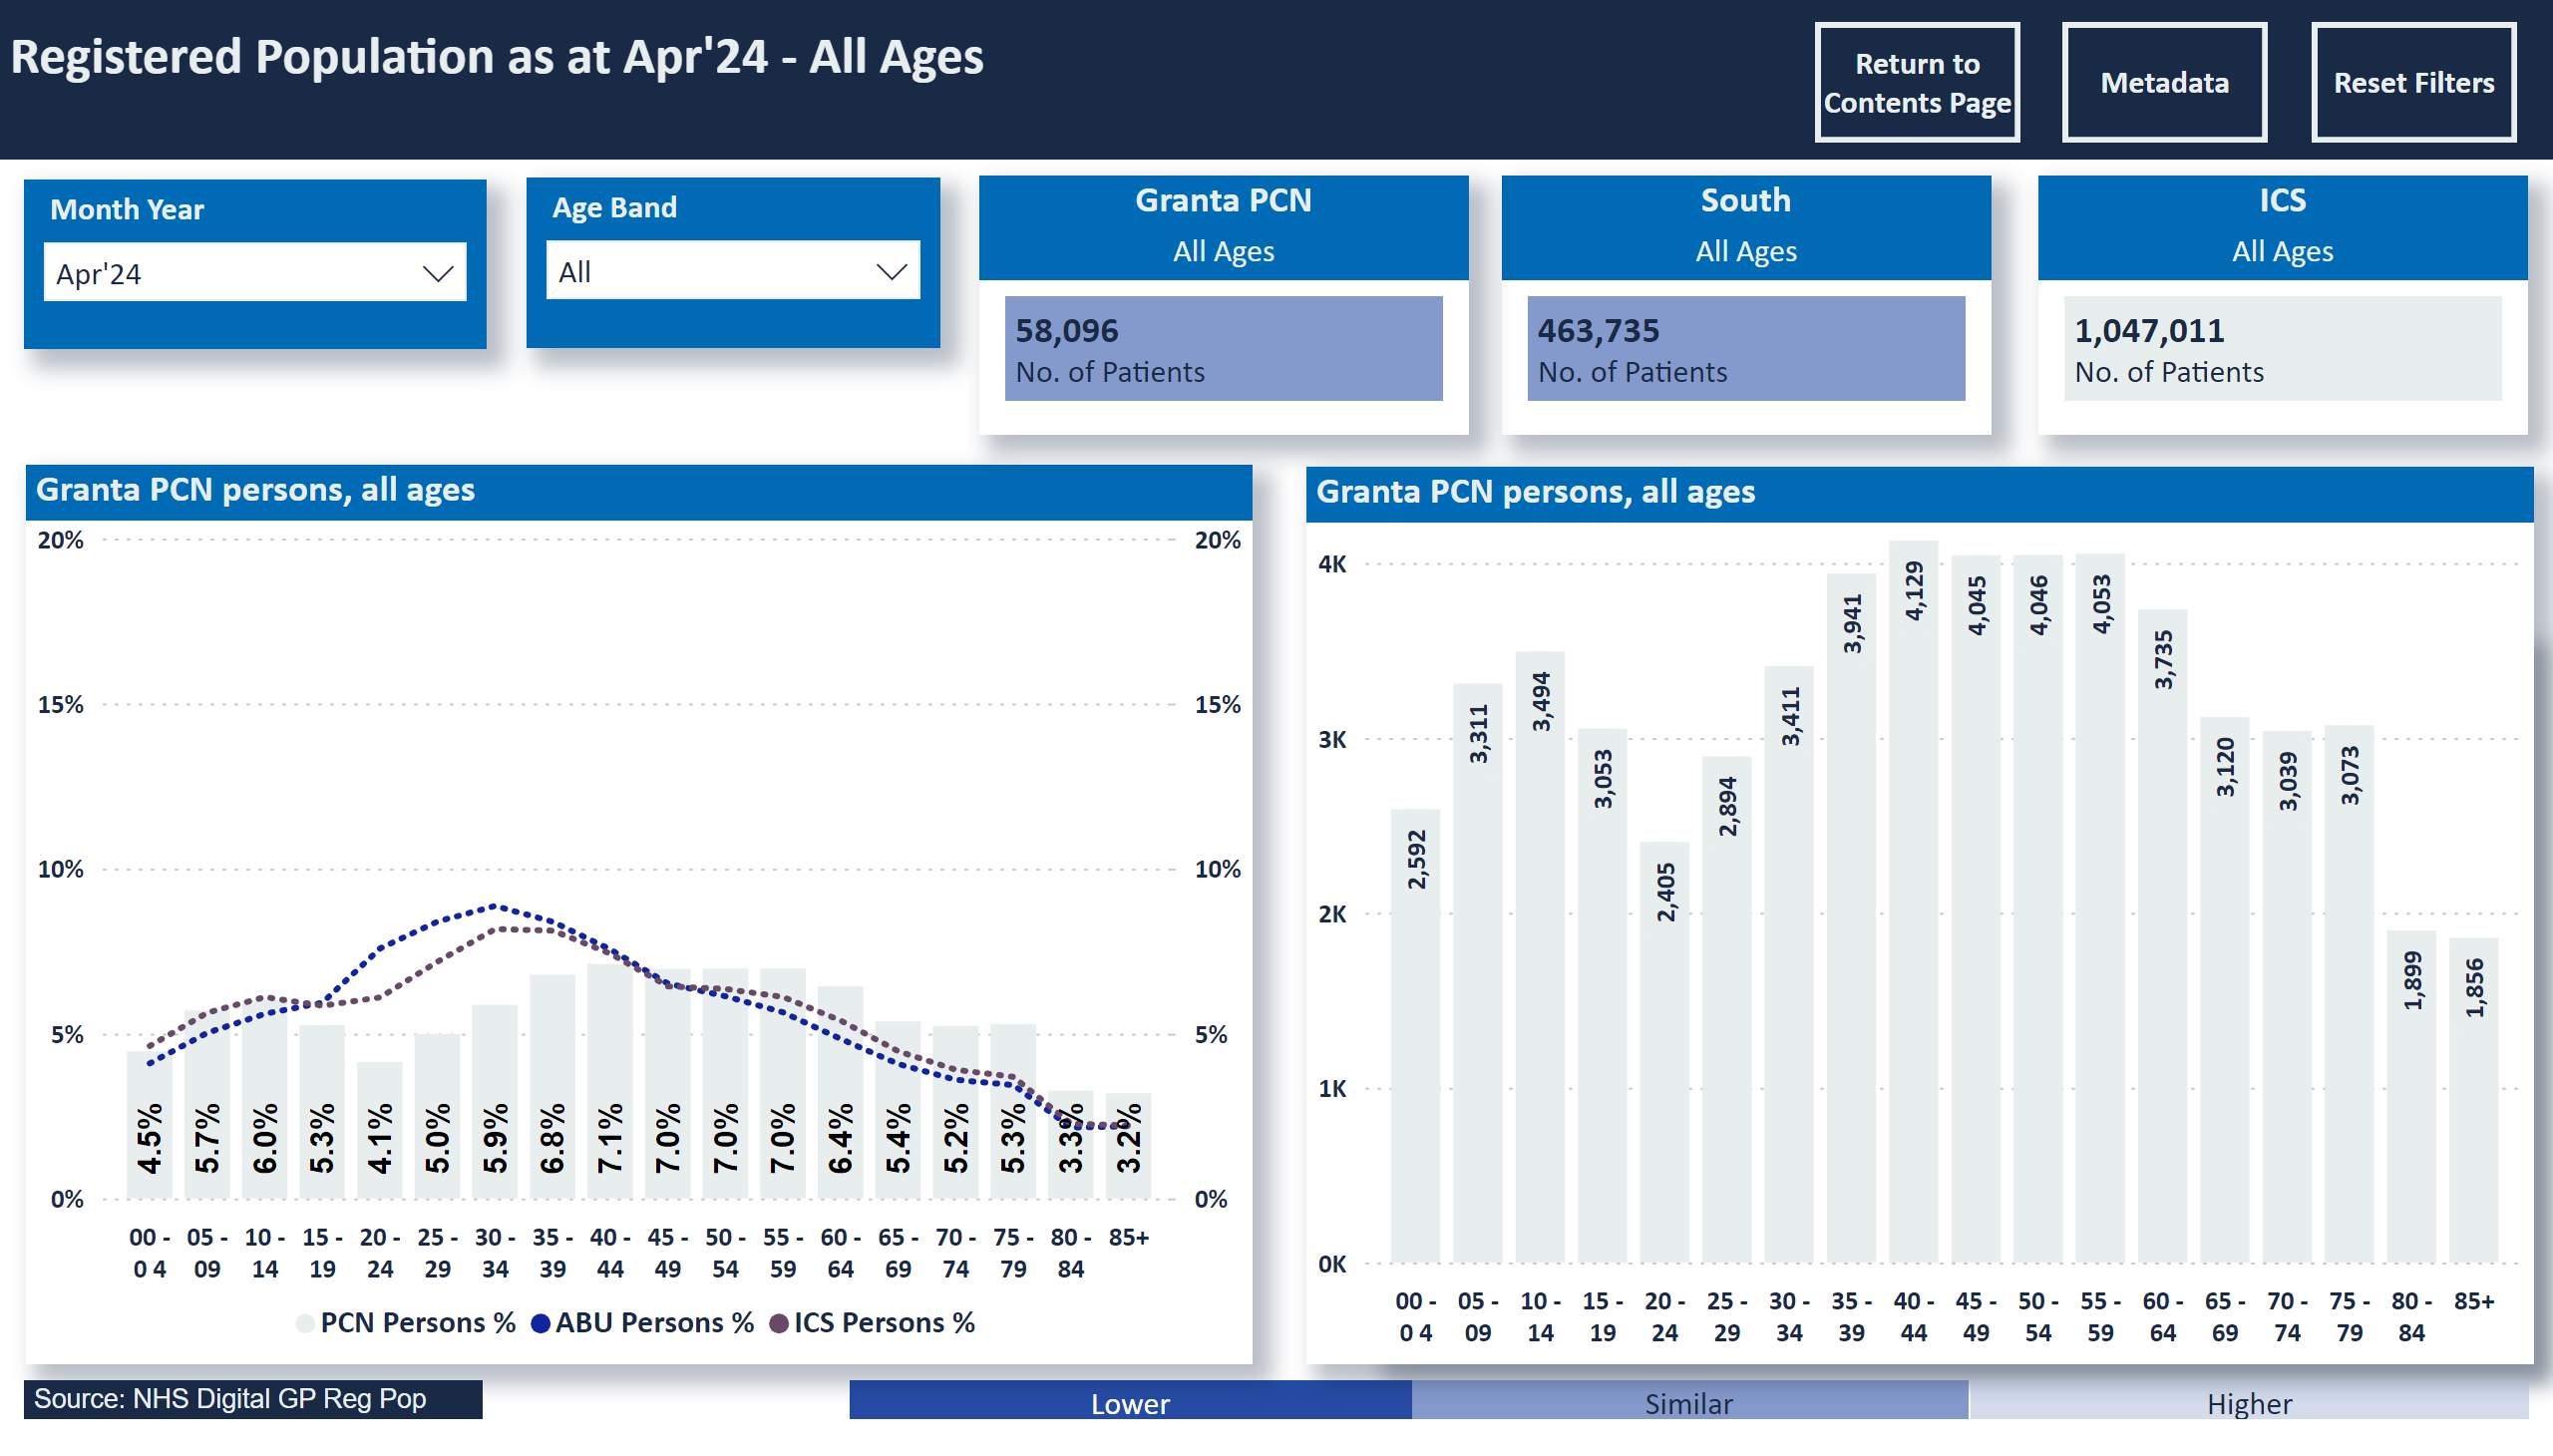 Registered Population as at Apr'24 - All Ages
Return to
Contents Page
Metadata
Reset Filters
Month Year
Apr'24
Age Band
All
Granta PCN
All Ages
58,096
No. of Patients
South
All Ages
463,735
No. of Patients
ICS
All Ages
1,047,011
No. of Patients
Granta PCN persons, all ages
20%
15%
10%
5%
0%
20%
15%
10%
5%
0%
4.5%
5.7%
6.0%
5.3%
4.1%
5.0%
5.9%
6.8%
7.1%
7.0%
7.0%
7.0%
6.4%
5.4%
5.2%
5.3%
3.3%
3.2%
00 - 05 - 10 - 15 - 20 - 25 - 30 - 35 - 40 - 45 - 50 - 55 - 60 - 65 - 70 - 75 - 80 - 85+
0 4 09 14 19 24 29 34 39 44 49 54 59 64 69 74 79 84
PCN Persons % ABU Persons % ICS Persons %
Granta PCN persons, all ages
4K
3K
2K
1K
0K
2,592
3,311
3,494
3,053
2,405
2,894
3,411
3,941
4,129
4,045
4,046
4,053
3,735
3,120
3,039
3,073
1,899
1,856
00 - 05 - 10 - 15 - 20 - 25 - 30 - 35 - 40 - 45 - 50 - 55 - 60 - 65 - 70 - 75 - 80 - 85+
0 4 09 14 19 24 29 34 39 44 49 54 59 64 69 74 79 84
Source: NHS Digital GP Reg Pop
Lower
Similar
Higher